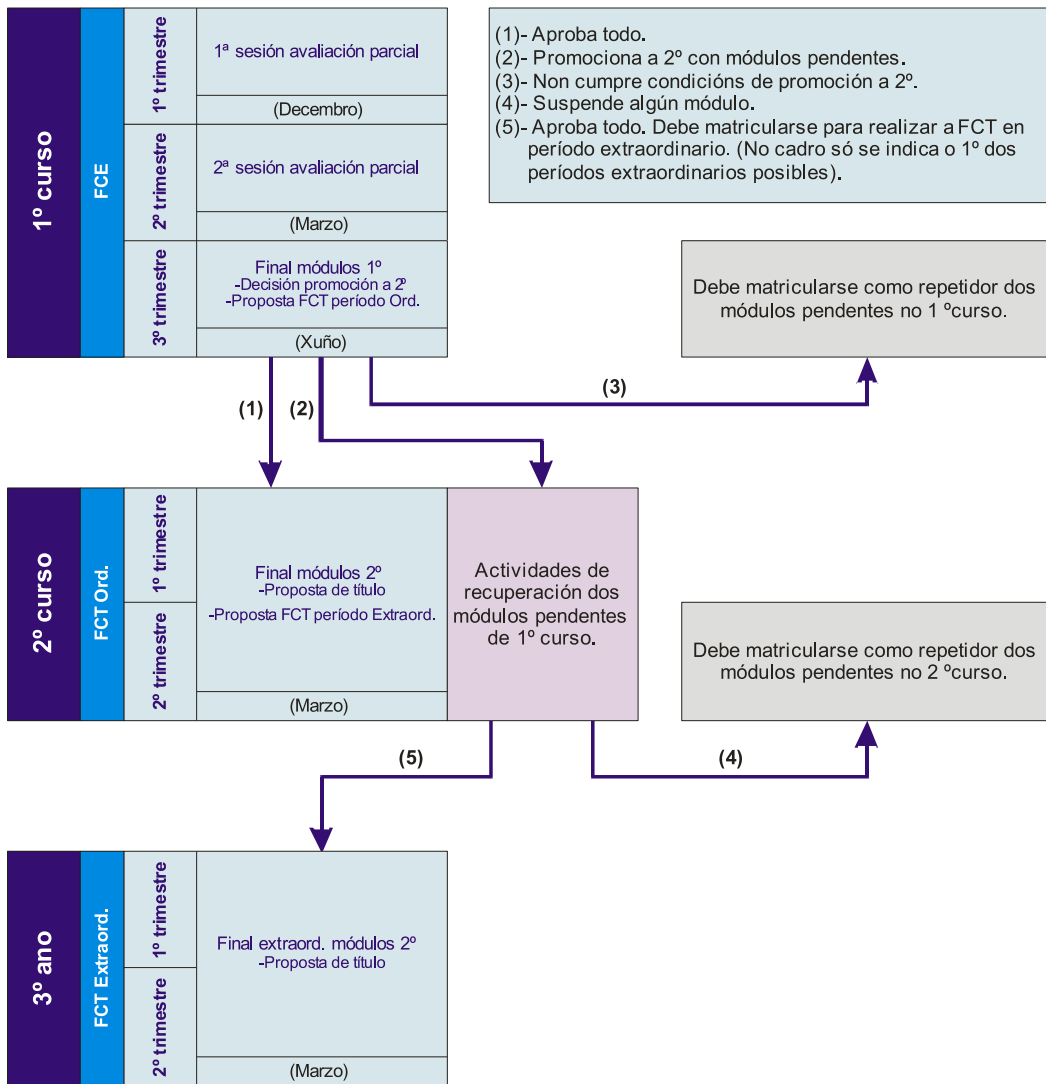 1º curso
FCE
1º trimestre
1ª sesión avaliación parcial
(Decembro)
2º trimestre
2ª sesión avaliación parcial
(Marzo)
3º trimestre
Final módulos 1º
-Decisión promoción a 2º
-Proposta FCT período Ord.
(Xuño)
(1)- Aproba todo.
(2)- Promociona a 2º con módulos pendentes.
(3)- Non cumpre condicións de promoción a 2º.
(4)- Suspende algún módulo.
(5)- Aproba todo. Debe matricularse para realizar a FCT en
período extraordinario. (No cadro só se indica o 1º dos
períodos extraordinarios posibles).
Debe matricularse como repetidor dos
módulos pendentes no 1 ºcurso.
(1)
(2)
(3)
2º curso
FCT Ord.
1º trimestre
2º trimestre
Final módulos 2º
-Proposta de título
-Proposta FCT período Extraord.
(Marzo)
Actividades de
recuperación dos
módulos pendentes
de 1º curso.
Debe matricularse como repetidor dos
módulos pendentes no 2 ºcurso.
(5)
(4)
3º ano
FCT Extraord.
1º trimestre
2º trimestre
Final extraord. módulos 2º
-Proposta de título
(Marzo)